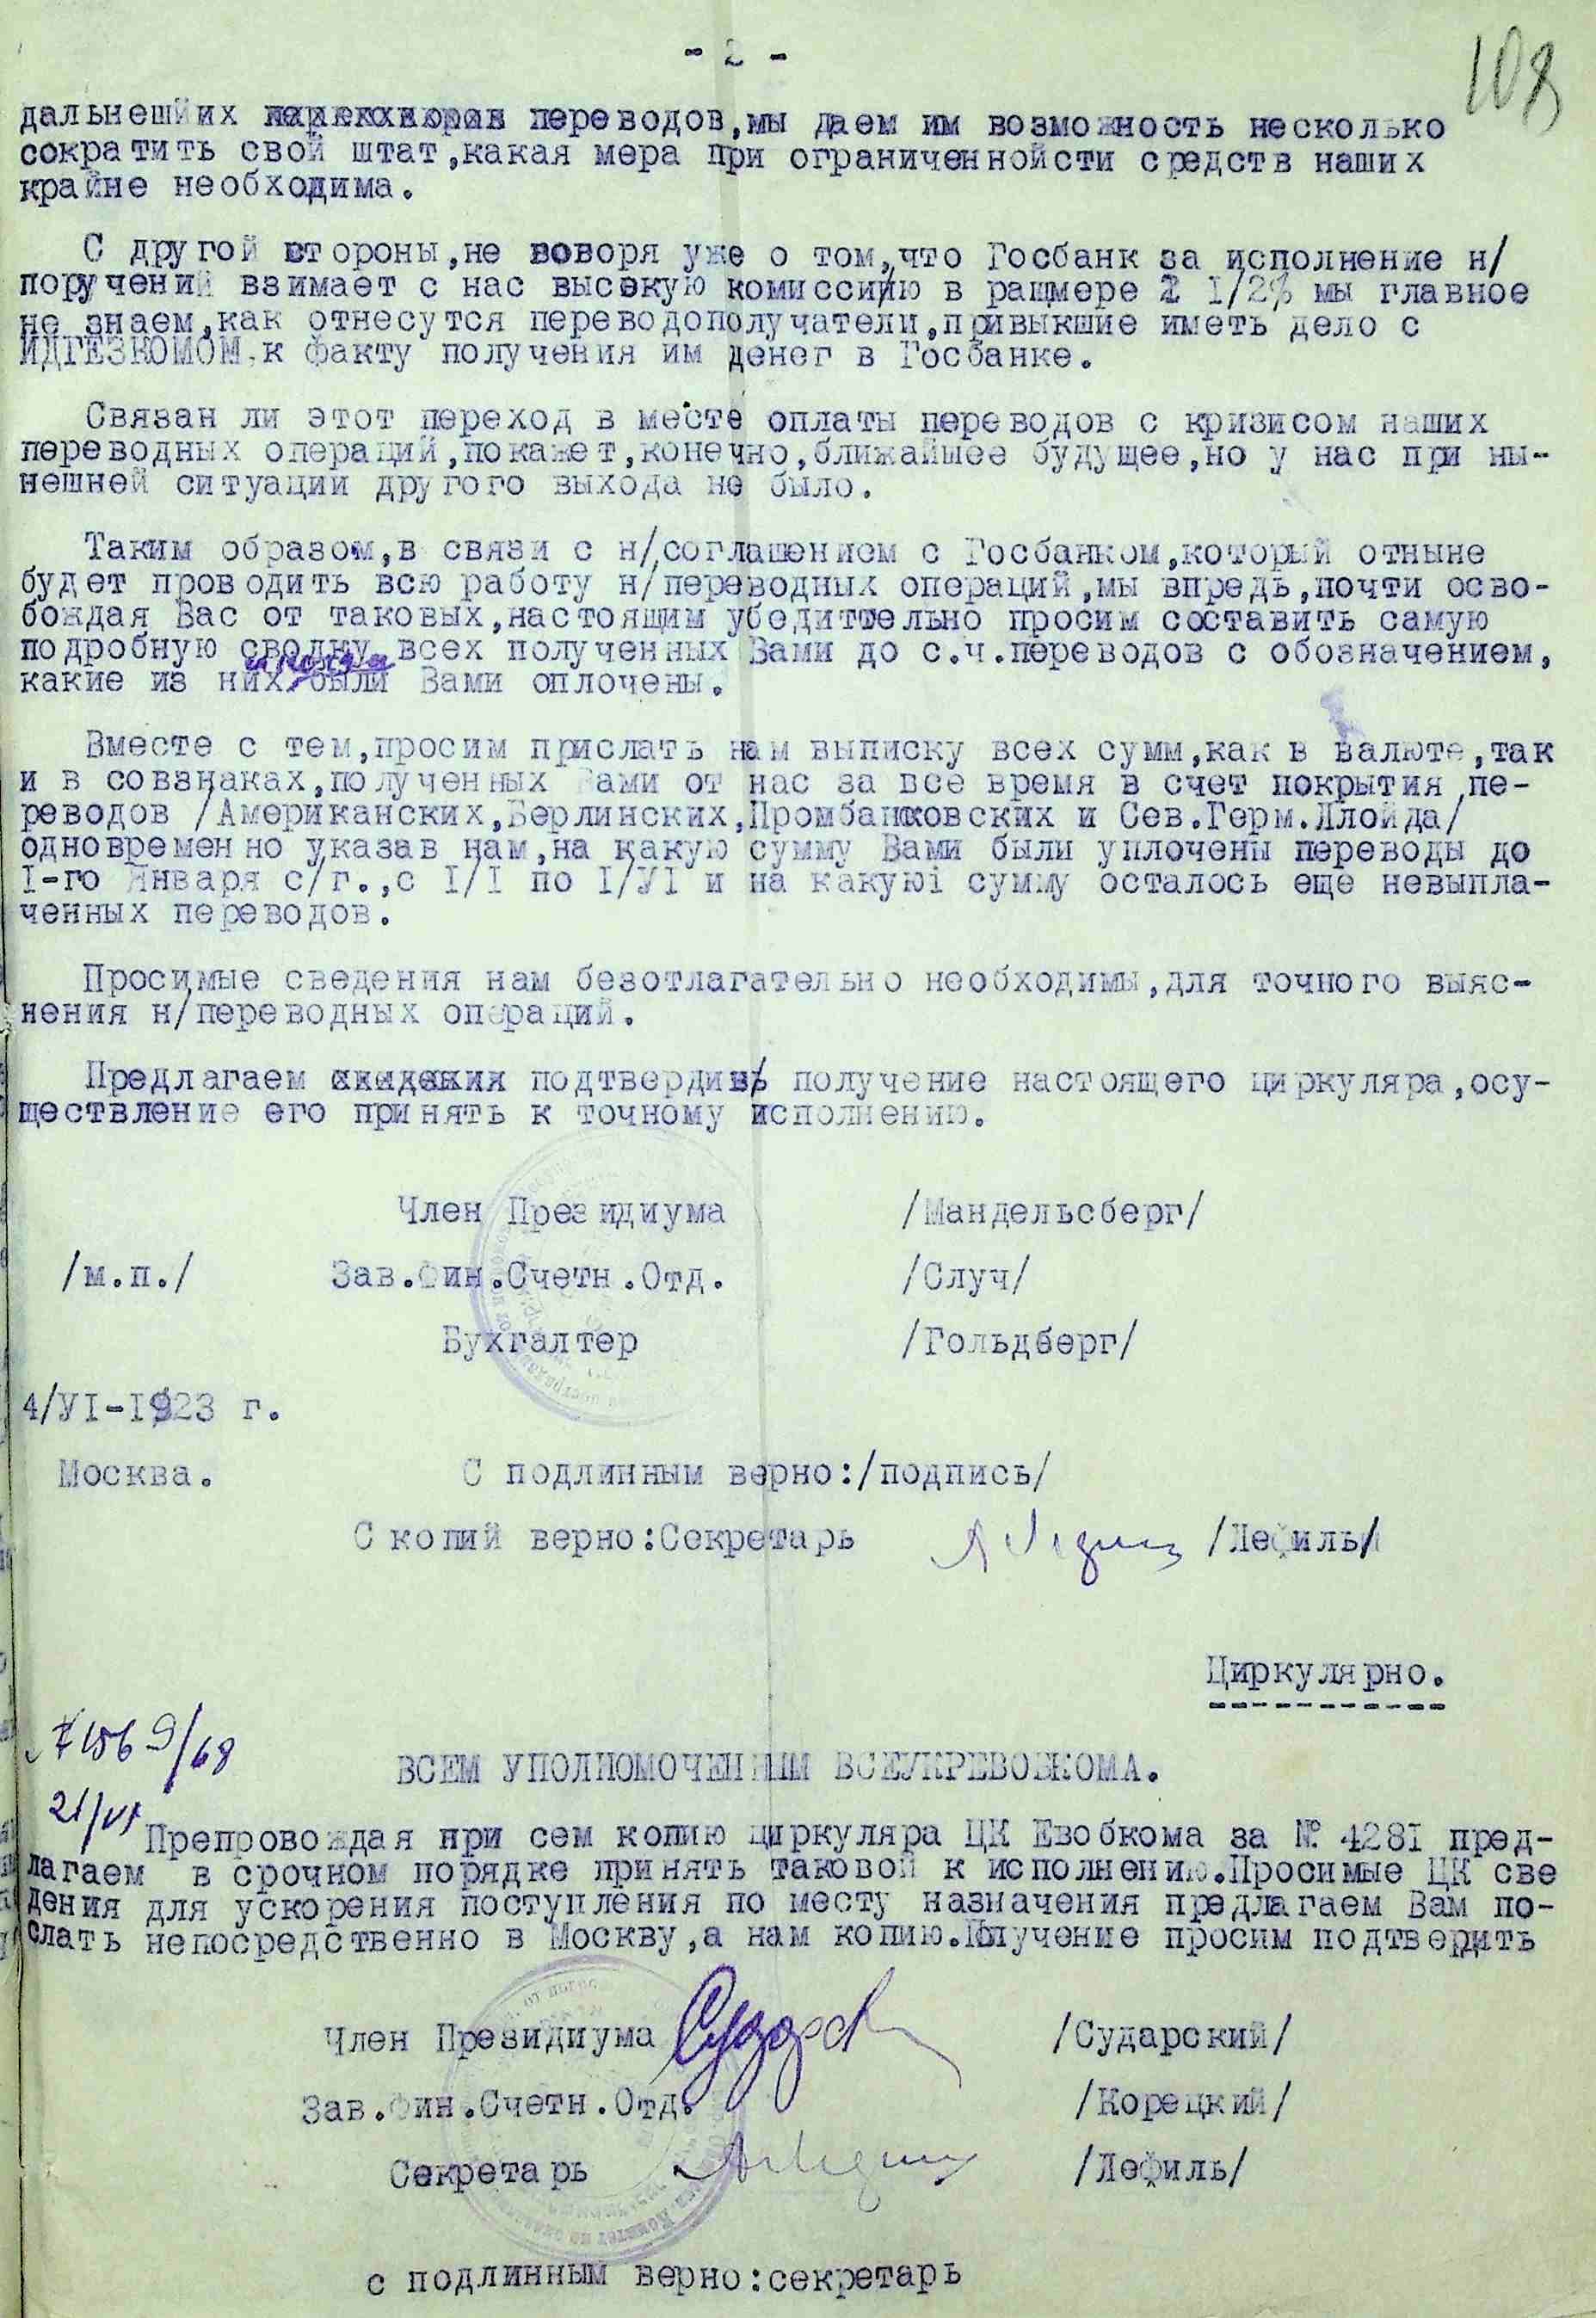 - 2 -
108
дальнешйих переводов,мы даем им возможность несколько
сократить свой штат,какая мера при ограниченнойсти средств наших
крайне необходима.
С другой стороны,не воворя уже о том,что Госбанк за исполнение н/
поручений взимает с нас высокую комиссию в размере 1/2% мы главное
не знаем,как отнесутся переводополучатели,привыкшие иметь дело с
ИДГЕЗКОМОМ,к факту получения им денег в Госбанке.
Связан ли этот переход в месте оплаты переводов с кризисом наших
переводных операций,покажет,конечно,ближайшее будущее,но у нас при ны-
нешней ситуации другого выхода не было.
Таким образом,в связи с н/соглашением с Госбанком,который отныне
будет проводить всю работу н/переводных операций,мы впредь,почти осво-
бождая Вас от таковых,настоящим убедиттельно просим составить самую
подробную сводку всех полученных Вами до с.ч.переводов с обозначением,
какие из них и когда были Вами оплочены.
Вместе с тем,просим прислать нам выписку всех сумм,как в валюте,так
и в совзнаках,полученных Вами от нас за все время в счет покрытия пе-
реводов /Американских,Берлинских,Промбанковских и Сев.Герм.Ллойда/
одновременно указав нам,на какую сумму Вами были уплочены переводы до
I-го Января с/г.,с I/I по I/УI и на какую сумму осталось еще невыпла-
ченных переводов.
Просимые сведения нам безотлагательно необходимы,для точного выяс-
нения н/переводных операций.
Предлагаем подтвердить получение настоящего циркуляра,осу-
ществление его принять к точному исполнению.
Член Президиума /Мандельсберг/
/м.п./ Зав.Фин.Счетн.Отд. /Случ/
Бухгалтер /Гольдберг/
4/УI-I923 г.
Москва. С подлинным верно:/подпись/
С копий верно:Секретарь /Лефиль/
Циркулярно.
№ 1569/68
21/VI
ВСЕМ УПОЛНОМОЧЕННЫМ ВСЕУКРЕВОБКОМА.
Препровождая при сем копию циркуляра ЦК Евобкома за № 428I пред-
лагаем в срочном порядке принять таковой к исполнению.Просимые ЦК све
дения для ускорения поступления по месту назначения предлагаем Вам по-
слать непосредственно в Москву,а нам копию.Получение просим подтвердить
Член Президиума /Сударский/
Зав.Фин.Счетн.Отд. /Корецкий/
Секретарь /Лефиль/
с подлинным верно:секретарь